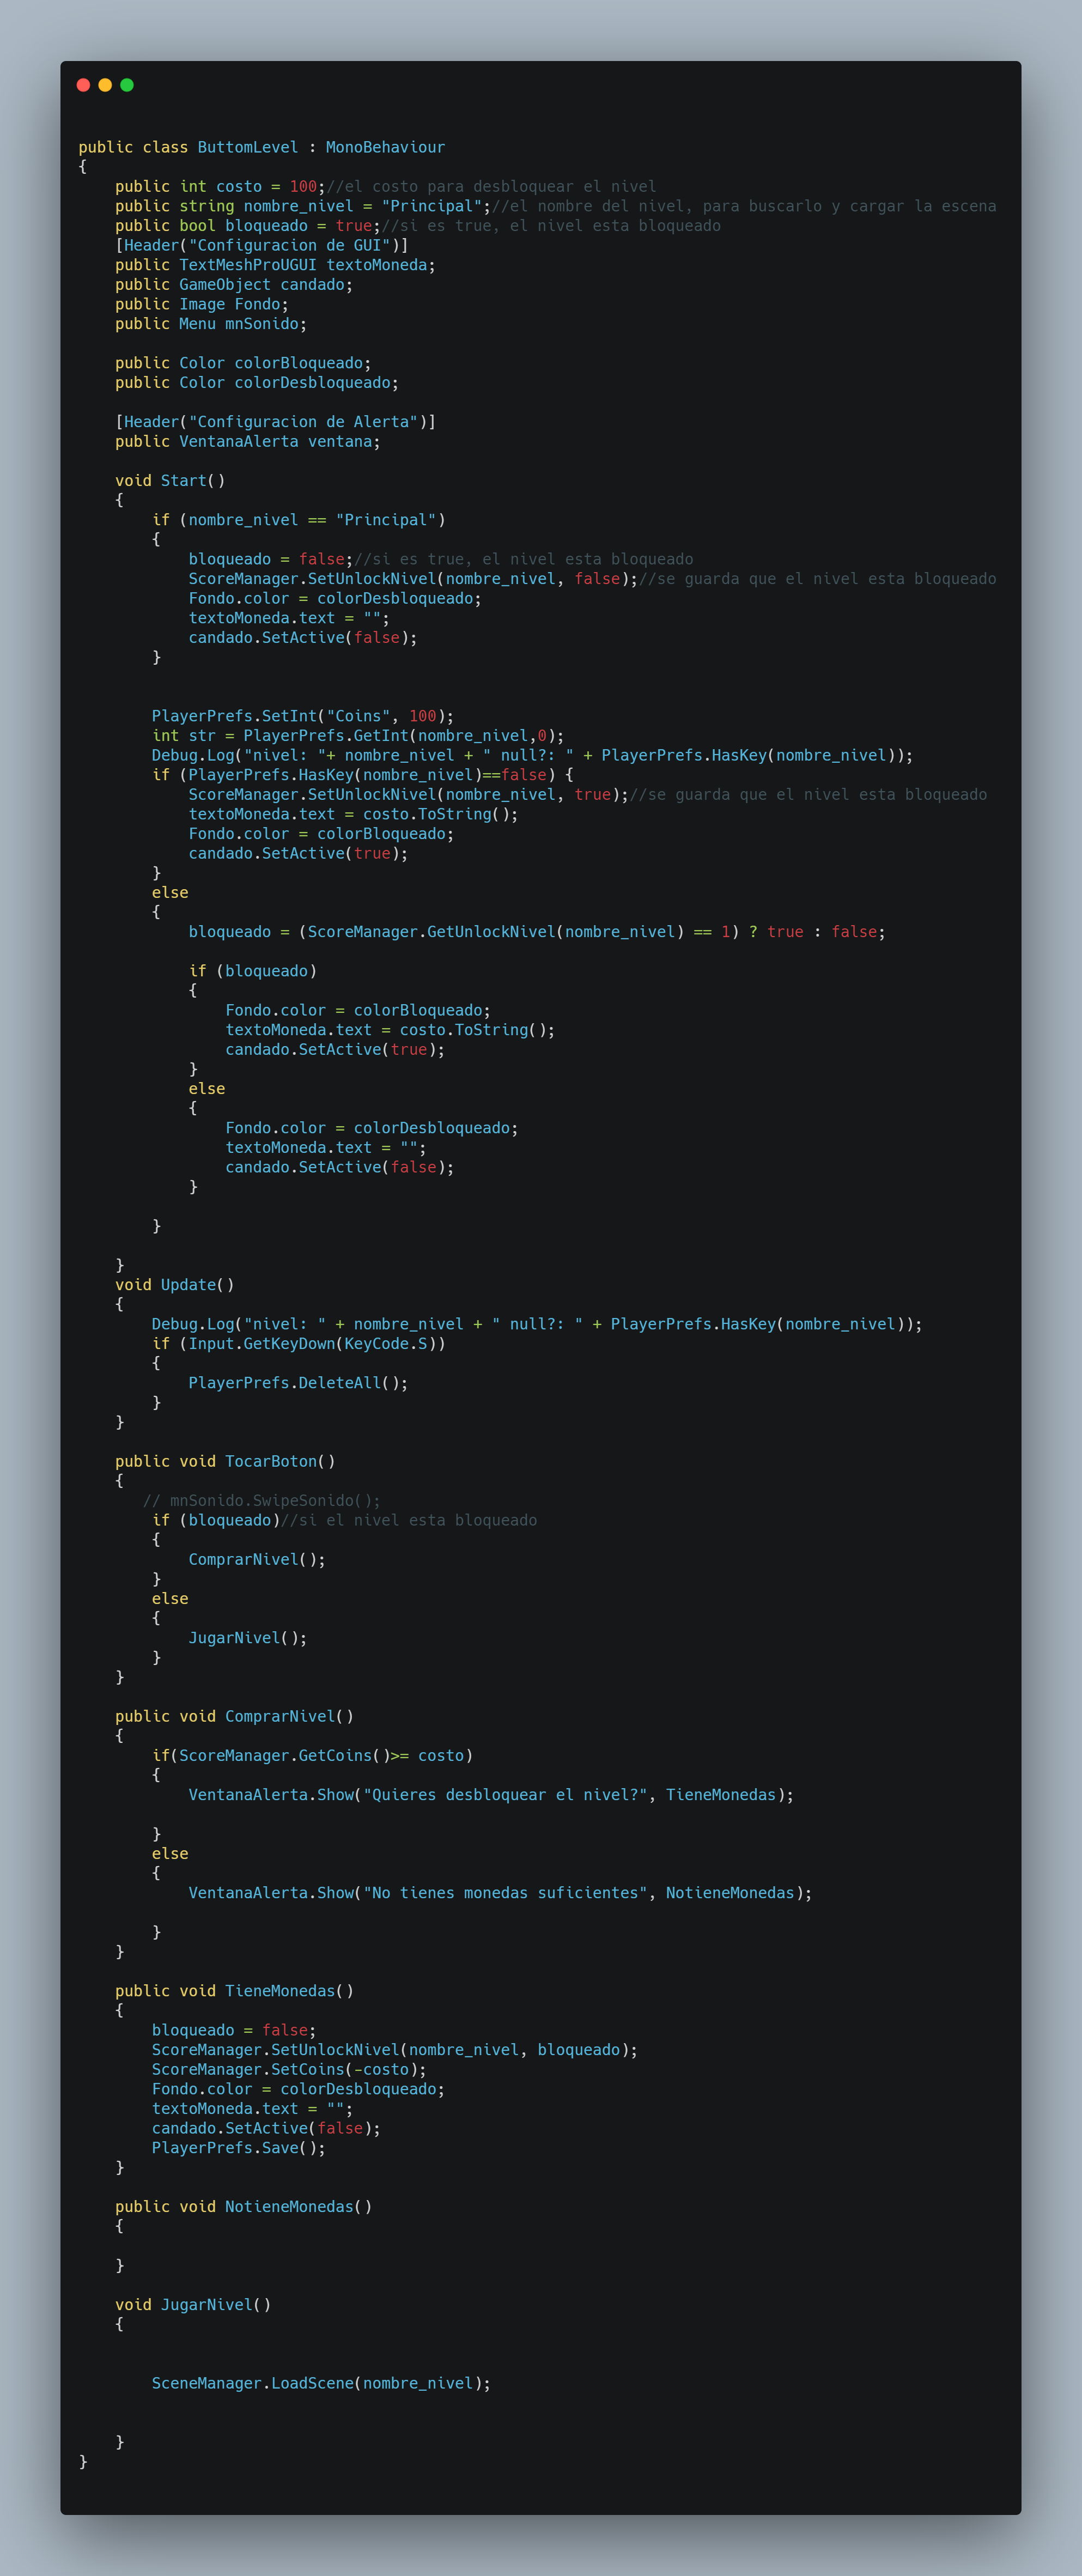 public class ButtomLevel : MonoBehaviour
{
    public int costo = 100;//el costo para desbloquear el nivel
    public string nombre_nivel = "Principal";//el nombre del nivel, para buscarlo y cargar la escena
    public bool bloqueado = true;//si es true, el nivel esta bloqueado
    [Header("Configuracion de GUI")]
    public TextMeshProUGUI textoMoneda;
    public GameObject candado;
    public Image Fondo;
    public Menu mnSonido;

    public Color colorBloqueado;
    public Color colorDesbloqueado;

    [Header("Configuracion de Alerta")]
    public VentanaAlerta ventana;

    void Start()
    {
        if (nombre_nivel == "Principal")
        {
            bloqueado = false;//si es true, el nivel esta bloqueado
            ScoreManager.SetUnlockNivel(nombre_nivel, false);//se guarda que el nivel esta bloqueado
            Fondo.color = colorDesbloqueado;
            textoMoneda.text = "";
            candado.SetActive(false);
        }


        PlayerPrefs.SetInt("Coins", 100);
        int str = PlayerPrefs.GetInt(nombre_nivel,0);
        Debug.Log("nivel: "+ nombre_nivel + " null?: " + PlayerPrefs.HasKey(nombre_nivel));
        if (PlayerPrefs.HasKey(nombre_nivel)==false) {
            ScoreManager.SetUnlockNivel(nombre_nivel, true);//se guarda que el nivel esta bloqueado
            textoMoneda.text = costo.ToString();
            Fondo.color = colorBloqueado;
            candado.SetActive(true);
        }
        else
        {
            bloqueado = (ScoreManager.GetUnlockNivel(nombre_nivel) == 1) ? true : false;

            if (bloqueado)
            {
                Fondo.color = colorBloqueado;
                textoMoneda.text = costo.ToString();
                candado.SetActive(true);
            }
            else
            {
                Fondo.color = colorDesbloqueado;
                textoMoneda.text = "";
                candado.SetActive(false);
            }

        }

    }
    void Update()
    {
        Debug.Log("nivel: " + nombre_nivel + " null?: " + PlayerPrefs.HasKey(nombre_nivel));
        if (Input.GetKeyDown(KeyCode.S))
        {
            PlayerPrefs.DeleteAll();
        }
    }

    public void TocarBoton()
    {
       // mnSonido.SwipeSonido();
        if (bloqueado)//si el nivel esta bloqueado
        {
            ComprarNivel();
        }
        else
        {
            JugarNivel();
        }
    }

    public void ComprarNivel()
    {
        if(ScoreManager.GetCoins()>= costo)
        {
            VentanaAlerta.Show("Quieres desbloquear el nivel?", TieneMonedas);

        }
        else
        {
            VentanaAlerta.Show("No tienes monedas suficientes", NotieneMonedas);

        }
    }

    public void TieneMonedas()
    {
        bloqueado = false;
        ScoreManager.SetUnlockNivel(nombre_nivel, bloqueado);
        ScoreManager.SetCoins(-costo);
        Fondo.color = colorDesbloqueado;
        textoMoneda.text = "";
        candado.SetActive(false);
        PlayerPrefs.Save();
    }

    public void NotieneMonedas()
    {

    }

    void JugarNivel()
    {


        SceneManager.LoadScene(nombre_nivel);


    }
}